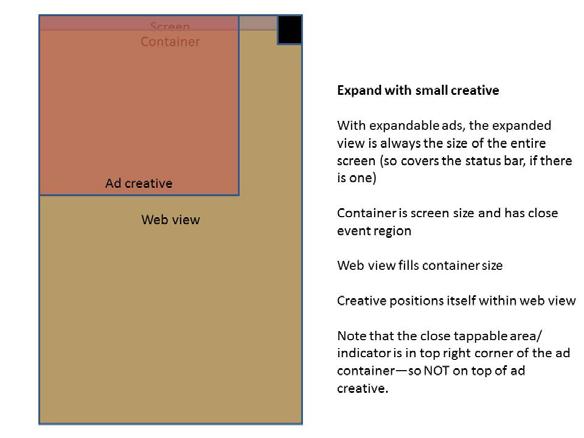 Screen
Container
Ad creative
Web view
Expand with small creative
With expandable ads, the expanded
view is always the size of the entire
screen (so covers the status bar, if there
is one)
Container is screen size and has close
event region
Web view fills container size
Creative positions itself within web view
Note that the close tappable area/
indicator is in top right corner of the ad
container—so NOT on top of ad
creative.